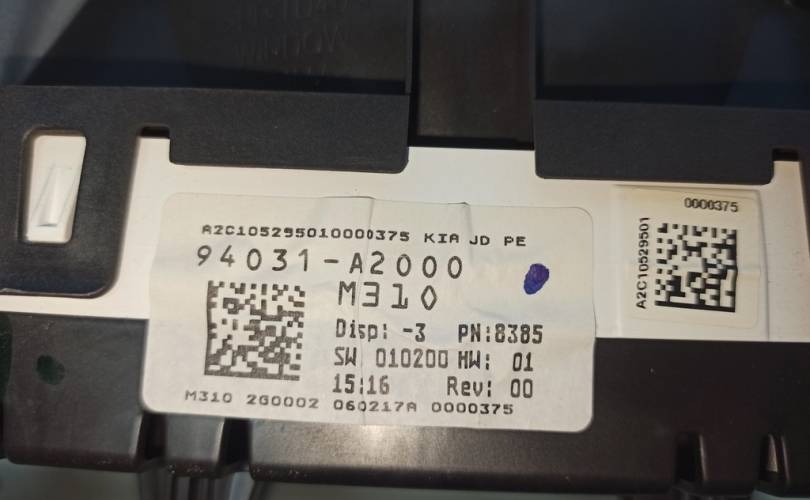 WINDOW
A2C105295010000375 KIA JD PE
94031-A2000
M310
Disp: -3 PN:8385
SW 010200 HW: 01
15:16 Rev: 00
M310 2G0002 060217A 0000375
0000375
A2C10529501